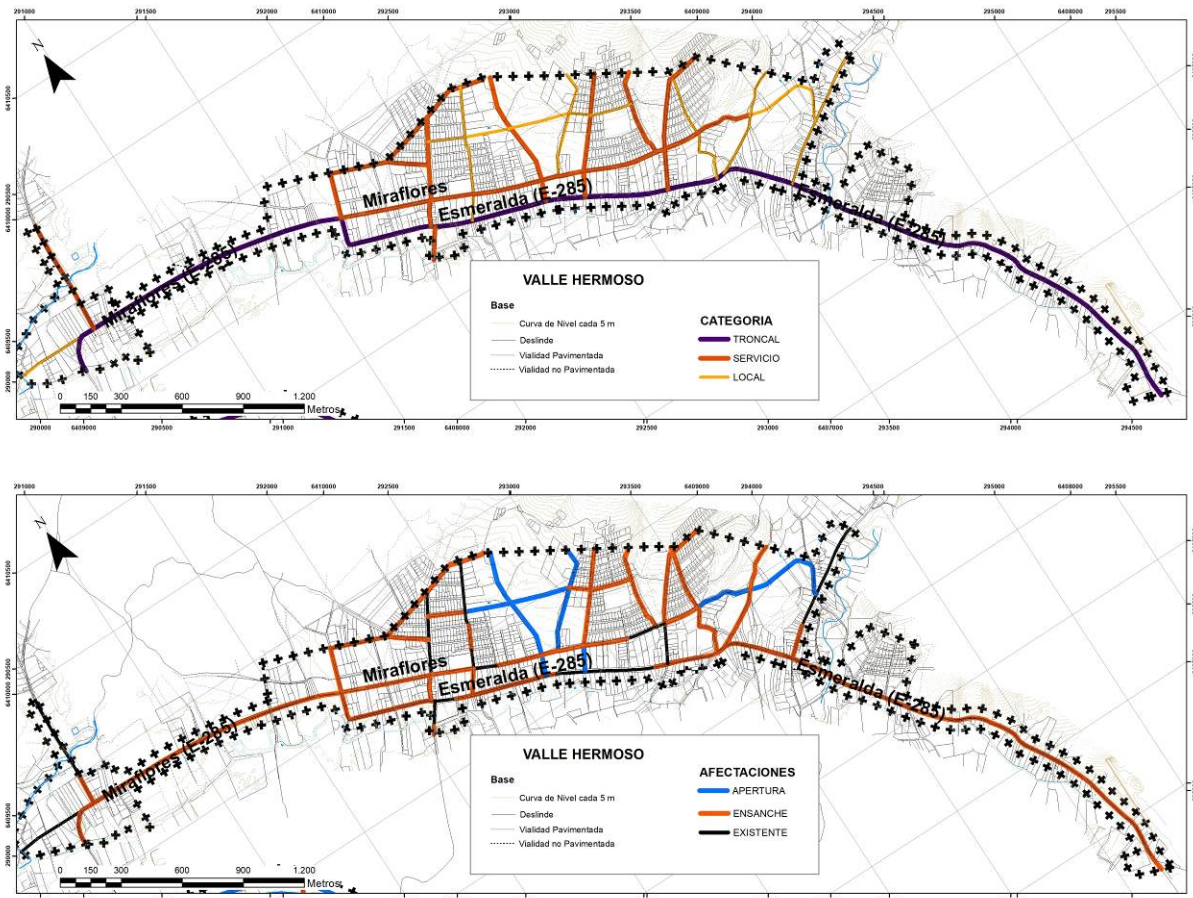 291000 291500 292000 6410000 292500 293000 293500 6409000 294000 294500 295000 6408000 295500
N
6410500
Miraflores
Esmeralda (E-285)
Esmeralda (E-285)
Miraflores (E-285)
290500
6410000
6409500
290000
VALLE HERMOSO
Base
Curva de Nivel cada 5 m
Deslinde
Vialidad Pavimentada
Vialidad no Pavimentada
CATEGORIA
TRONCAL
SERVICIO
LOCAL
0 150 300 600 900 1.200
Metros
290000 6409000 290500 291000 291500 6408000 292000 292500 293000 6407000 293500 294000 294500
291000 291500 292000 6410000 292500 293000 293500 6409000 294000 294500 295000 6408000 295500
N
6410500
Miraflores
Esmeralda (E-285)
Esmeralda (E-285)
Miraflores (E-285)
290500
6410000
6409500
290000
VALLE HERMOSO
Base
Curva de Nivel cada 5 m
Deslinde
Vialidad Pavimentada
Vialidad no Pavimentada
AFECTACIONES
APERTURA
ENSANCHE
EXISTENTE
0 150 300 600 900 1.200
Metros